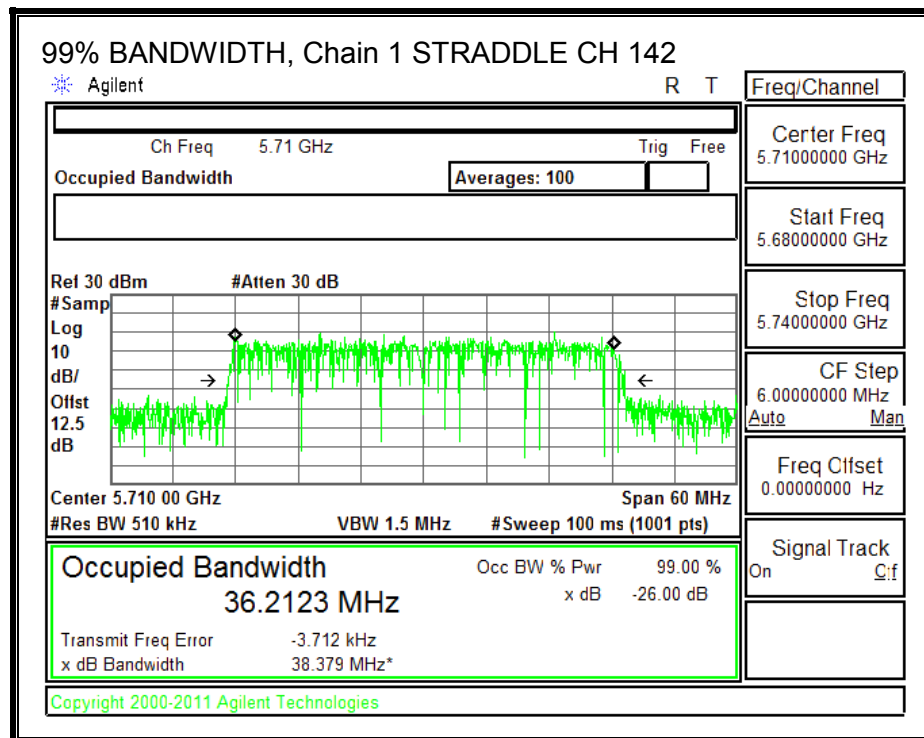 99% BANDWIDTH, Chain 1 STRADDLE CH 142
Agilent R T
Freq/Channel
Ch Freq 5.71 GHz Trig Free
Occupied Bandwidth Averages: 100
Center Freq
5.71000000 GHz
Start Freq
5.68000000 GHz
Stop Freq
5.74000000 GHz
CF Step
6.00000000 MHz
Auto Man
Freq Offset
0.00000000 Hz
Signal Track
On Off
Ref 30 dBm #Atten 30 dB
#Samp
Log
10
dB/
Offst
12.5
dB
Center 5.710 00 GHz Span 60 MHz
#Res BW 510 kHz VBW 1.5 MHz #Sweep 100 ms (1001 pts)
Occupied Bandwidth Occ BW % Pwr 99.00 %
36.2123 MHz x dB -26.00 dB
Transmit Freq Error -3.712 kHz
x dB Bandwidth 38.379 MHz*
Copyright 2000-2011 Agilent Technologies